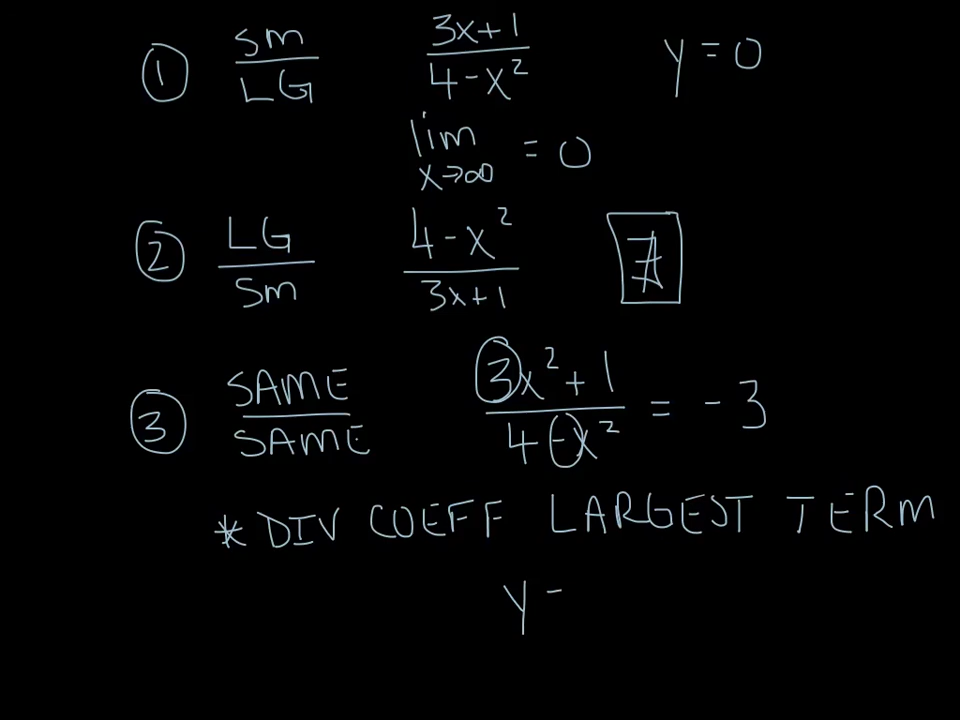 ① sm/LG (3x+1)/(4-x²) y=0
lim x→∞ = 0
② LG/sm (4-x²)/(3x+1) ∄
③ SAME/SAME (3x²+1)/(4-x²) = -3
* DIV COEFF LARGEST TERM
y -